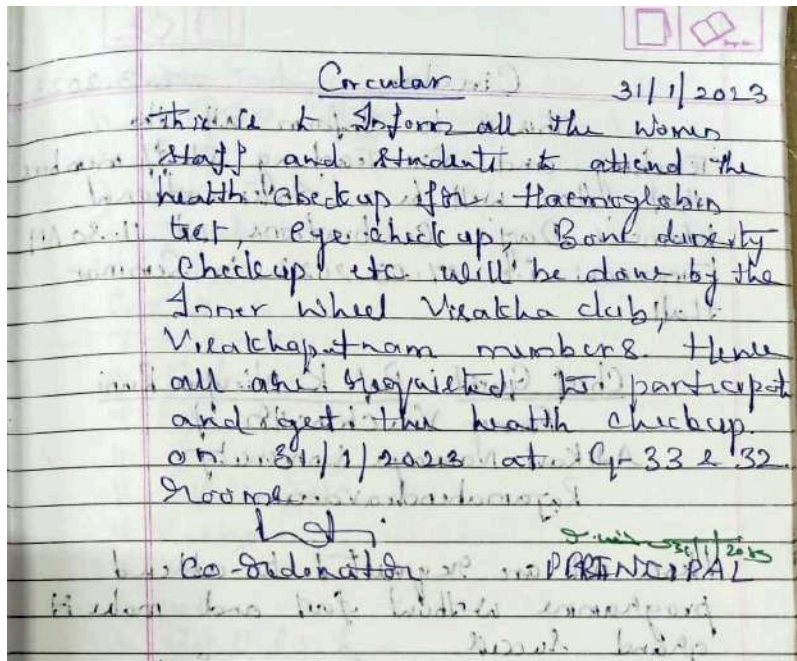 Circular
31/1/2023
this is to Inform all the women
staff and students to attend the
health checkup for Haemoglobin
test, eye check up, Bone density
checkup etc will be done by the
Inner wheel Visakha club,
Visakhapatnam members. Hence
all are requested to participate
and get the health checkup.
on 31/1/2023 at G-33 & 32
rooms
31/1/2023
Co-ordinator PRINCIPAL